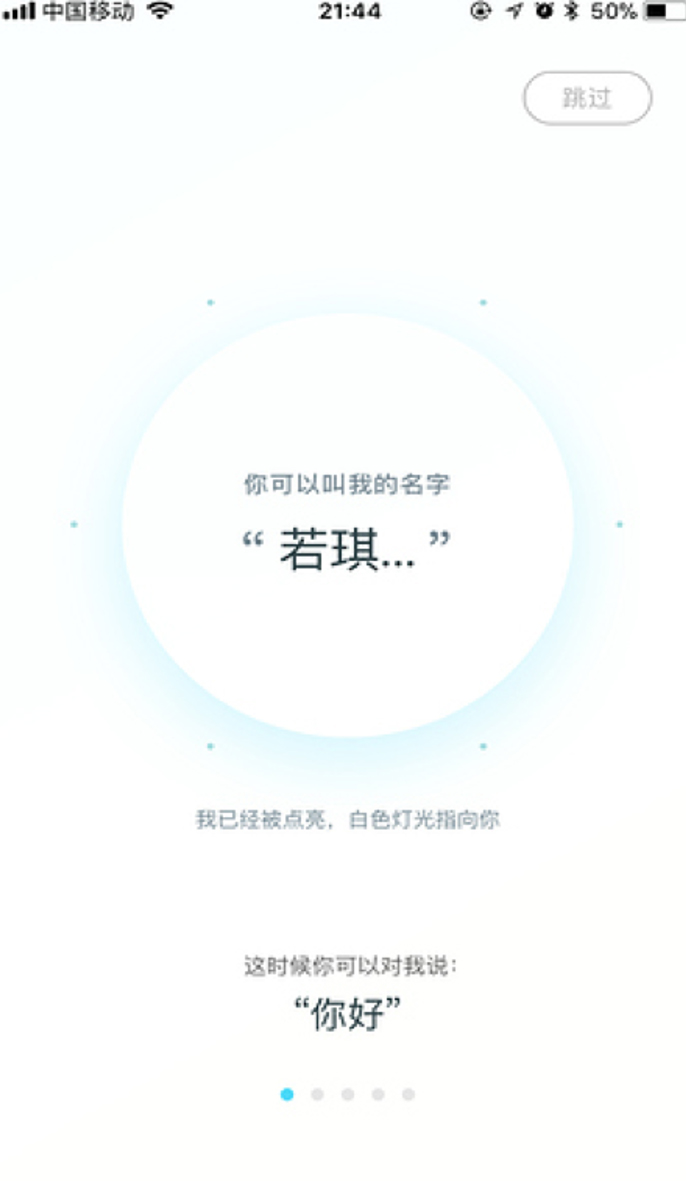 中国移动 21:44 50%
跳过
你可以叫我的名字
“ 若琪... ”
我已经被点亮，白色灯光指向你
这时候你可以对我说：
“你好”